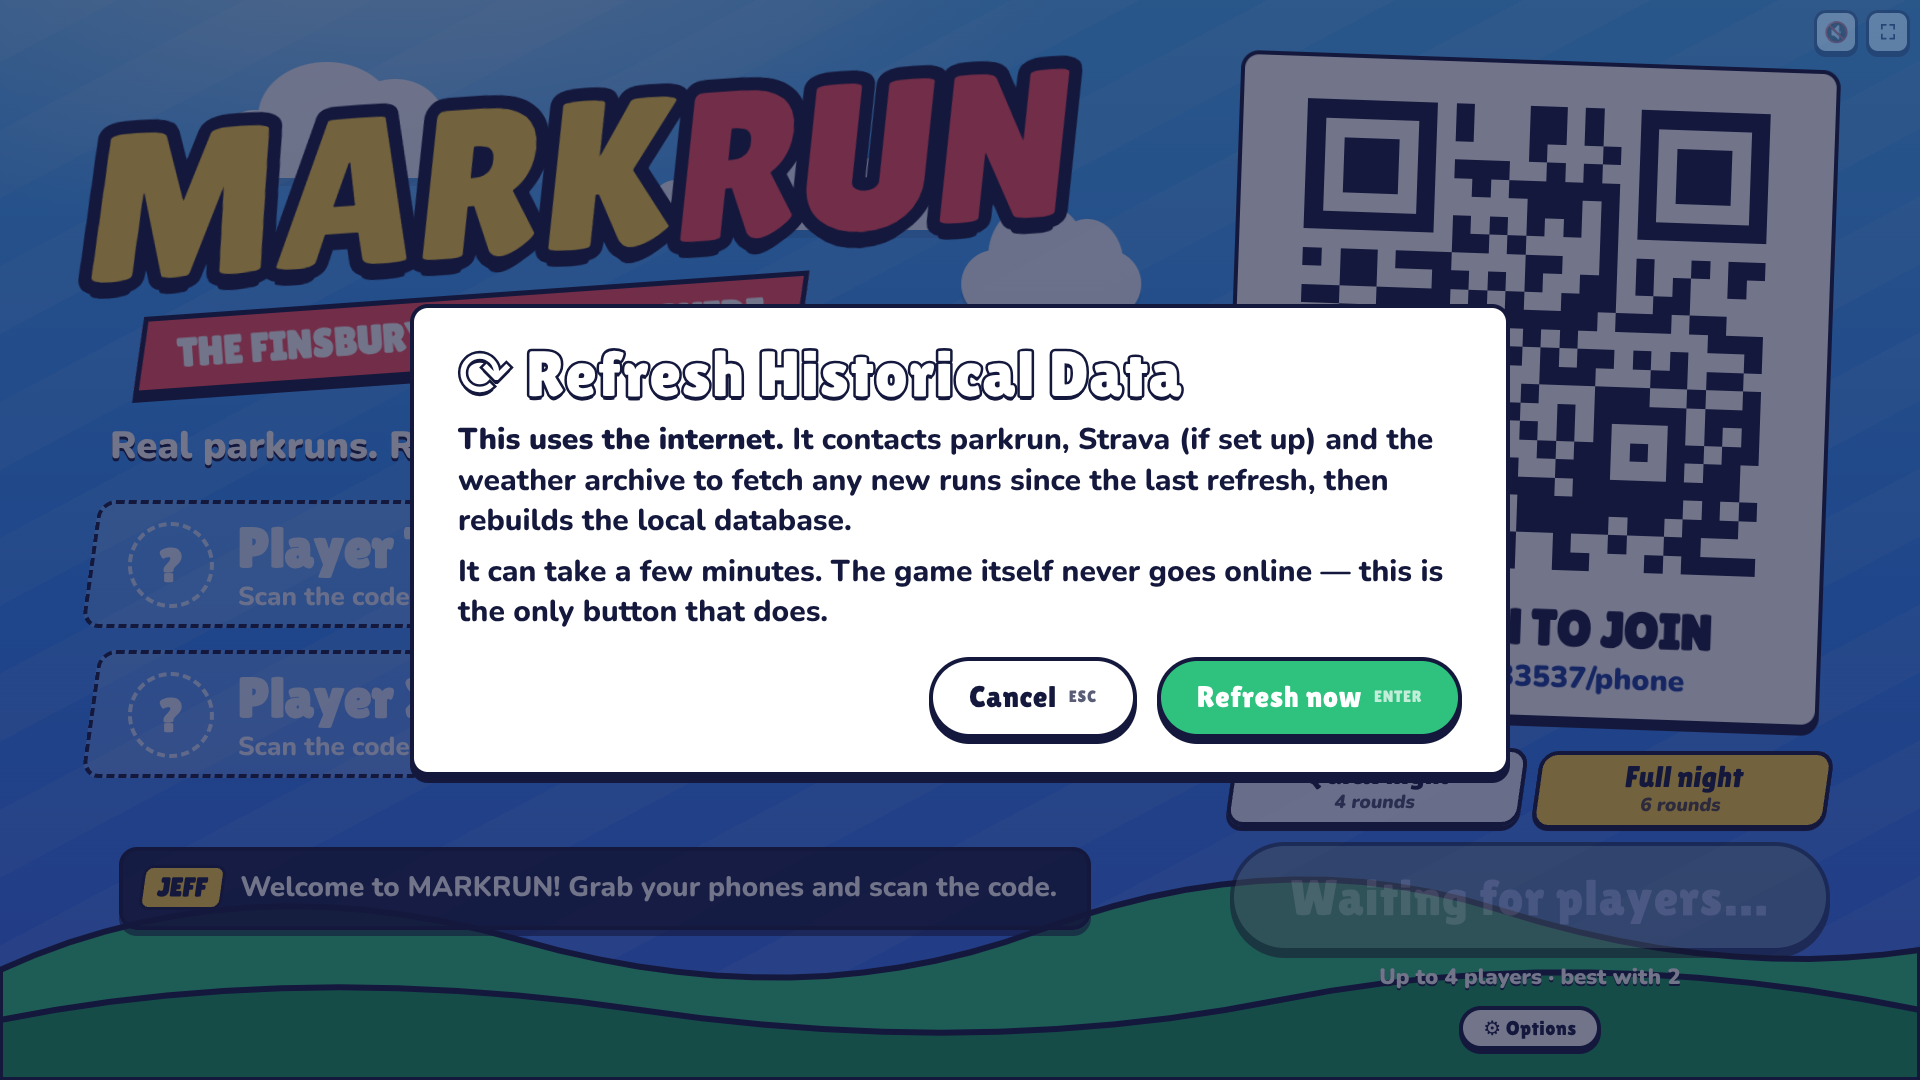 MARKRUN
THE FINSBURY
Real parkruns.
Player
Scan the code
Player
Scan the code
⟳ Refresh Historical Data
This uses the internet. It contacts parkrun, Strava (if set up) and the
weather archive to fetch any new runs since the last refresh, then
rebuilds the local database.
It can take a few minutes. The game itself never goes online — this is
the only button that does.
Cancel ESC
Refresh now ENTER
TO JOIN
33537/phone
4 rounds
Full night
6 rounds
JEFF
Welcome to MARKRUN! Grab your phones and scan the code.
Waiting for players...
Up to 4 players · best with 2
⚙ Options